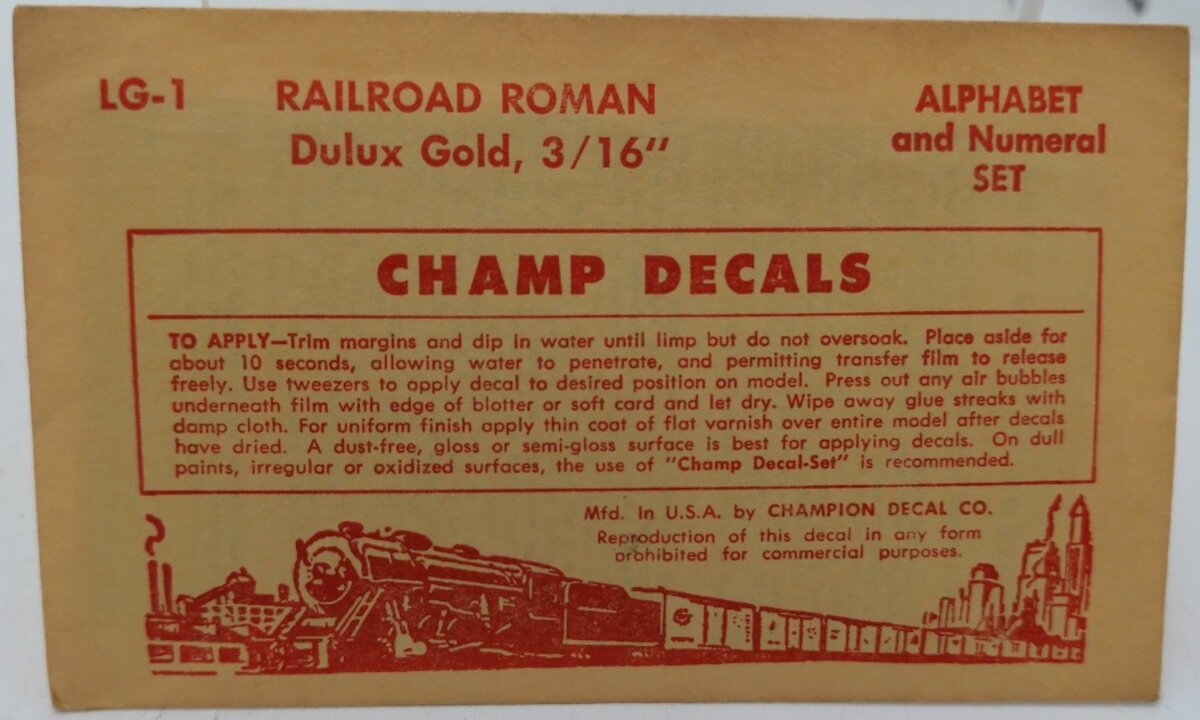 LG-1 RAILROAD ROMAN ALPHABET
Dulux Gold, 3/16" and Numeral
SET
CHAMP DECALS
TO APPLY—Trim margins and dip in water until limp but do not oversoak. Place aside for
about 10 seconds, allowing water to penetrate, and permitting transfer film to release
freely. Use tweezers to apply decal to desired position on model. Press out any air bubbles
underneath film with edge of blotter or soft card and let dry. Wipe away glue streaks with
damp cloth. For uniform finish apply thin coat of flat varnish over entire model after decals
have dried. A dust-free, gloss or semi-gloss surface is best for applying decals. On dull
paints, irregular or oxidized surfaces, the use of "Champ Decal-Set" is recommended.
Mfd. in U.S.A. by CHAMPION DECAL CO.
Reproduction of this decal in any form
prohibited for commercial purposes.